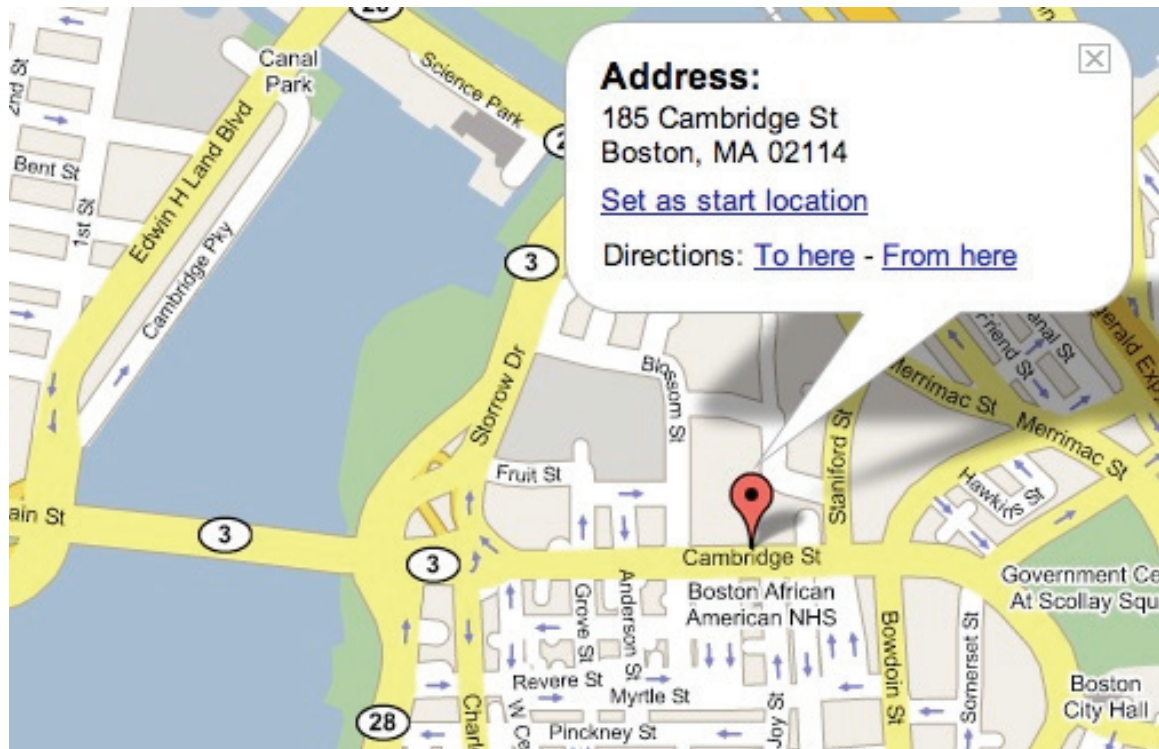 Address:
185 Cambridge St
Boston, MA 02114
Set as start location
Directions: To here - From here
28
Canal
Park
Science Park
2nd St
Bent St
1st St
Edwin H Land Blvd
Cambridge Pky
3
Storrow Dr
Blossom St
Fruit St
Staniford St
Merrimac St
Friend St
Merrimac St
Hawkins St
3
3
Cambridge St
Boston African
American NHS
Government Ce
At Scollay Squ
Grove St
Anderson St
Revere St
Myrtle St
Pinckney St
Joy St
Bowdoin St
Somerset St
Boston
City Hall
28